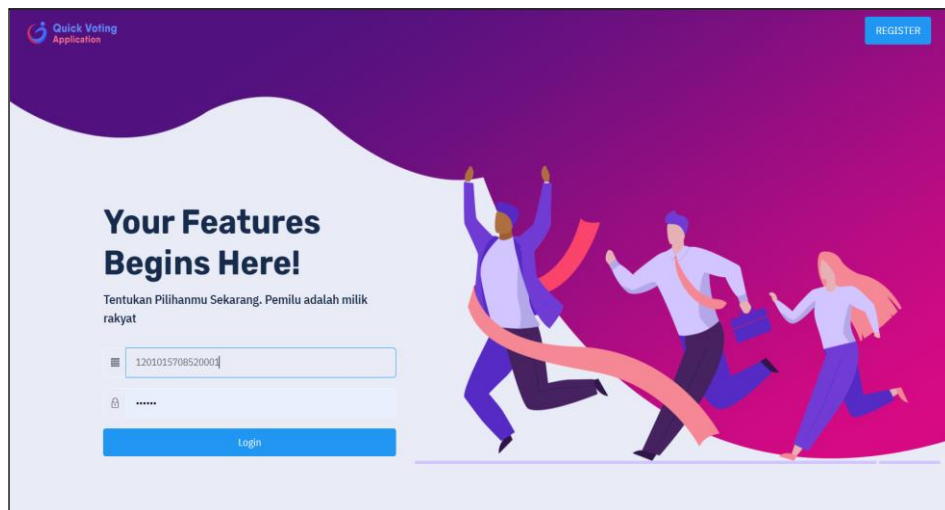 Quick Voting
Application
REGISTER
Your Features
Begins Here!
Tentukan Pilihanmu Sekarang. Pemilu adalah milik
rakyat
1201015708520001
••••••
Login